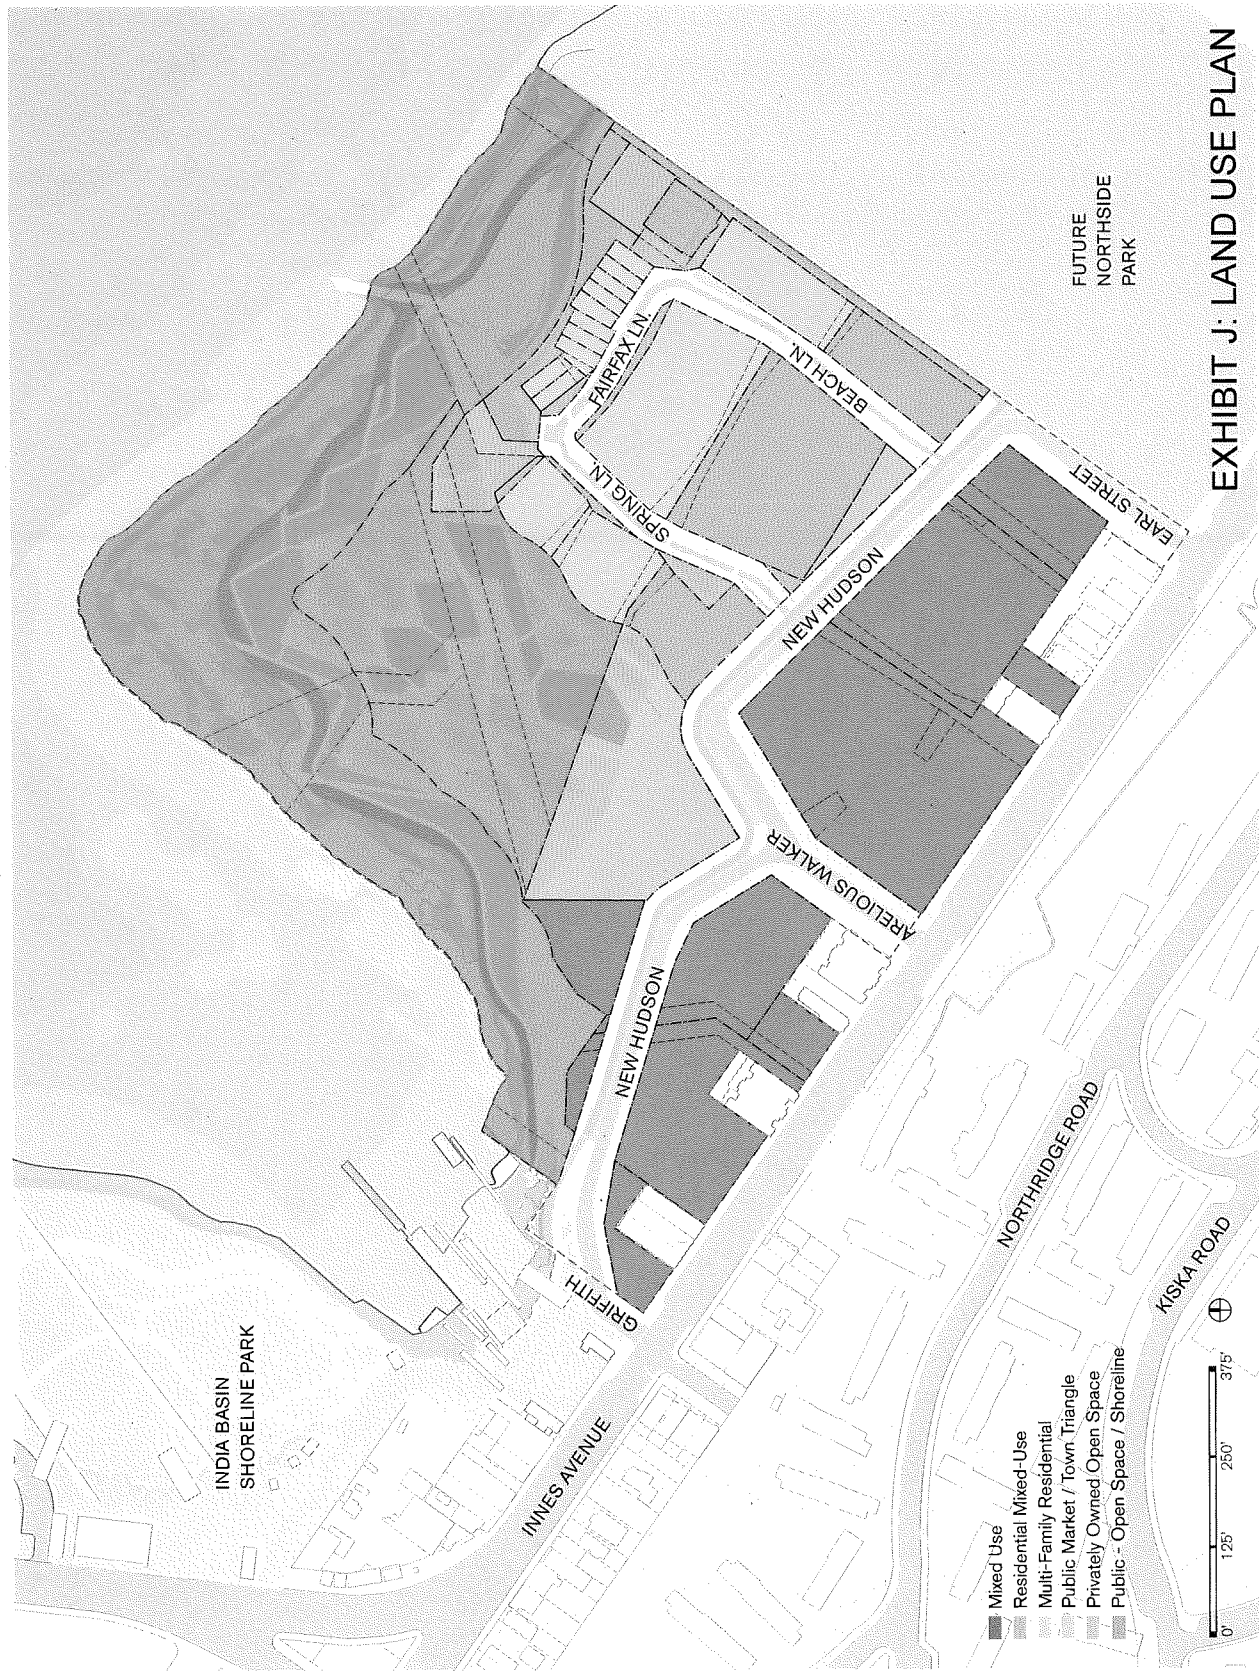 EXHIBIT J: LAND USE PLAN
INDIA BASIN
SHORELINE PARK
FUTURE
NORTHSIDE
PARK
FAIRFAX LN.
BEACH LN.
SPRING LN.
NEW HUDSON
EARL STREET
ARELIOUS WALKER
NEW HUDSON
GRIFFITH
INNES AVENUE
NORTHRIDGE ROAD
KISKA ROAD
Mixed Use
Residential Mixed-Use
Multi-Family Residential
Public Market / Town Triangle
Privately Owned Open Space
Public - Open Space / Shoreline
0' 125' 250' 375'